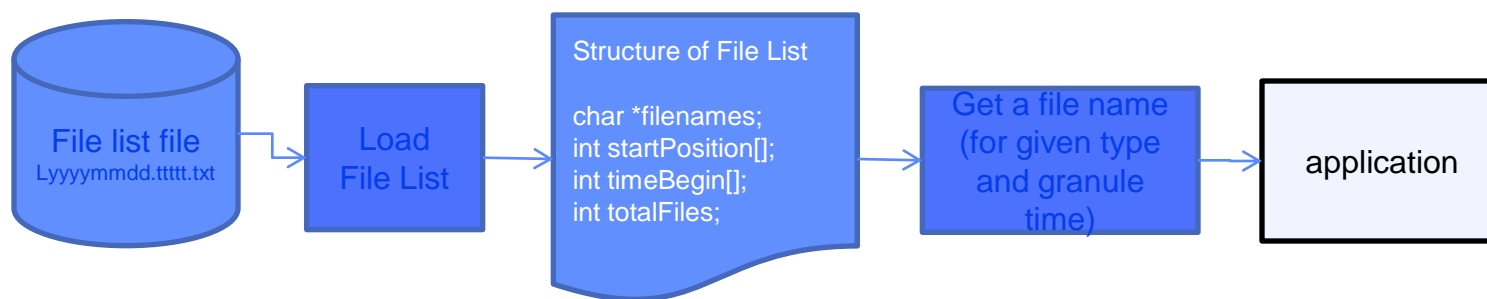 File list file
Lyyyymmdd.ttttt.txt
Load
File List
Structure of File List
char *filenames;
int startPosition[];
int timeBegin[];
int totalFiles;
Get a file name
(for given type
and granule
time)
application